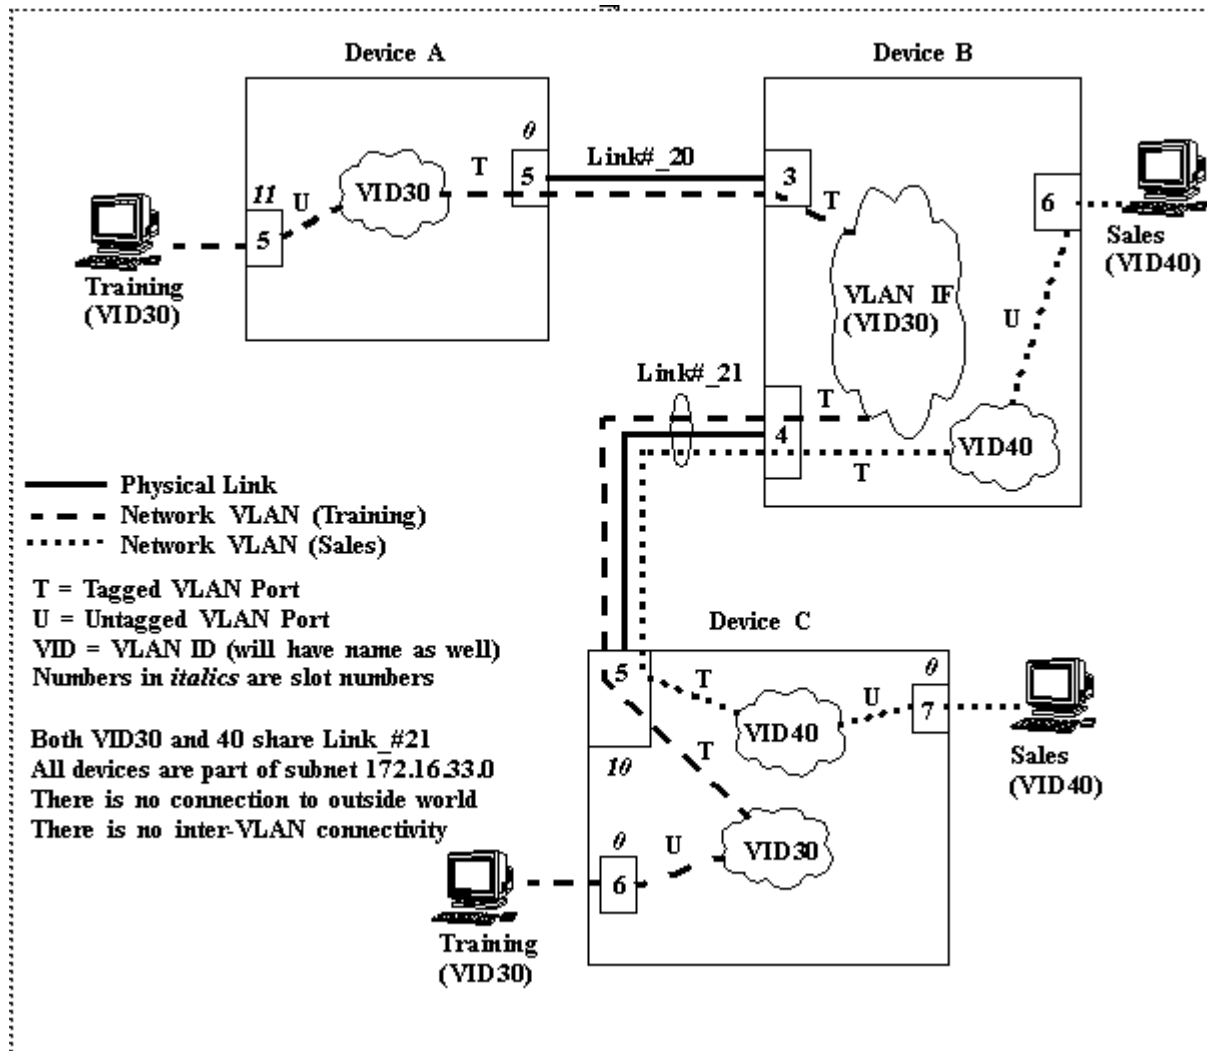 Device A
Device B
0
T
Link#_20
5
3
T
11
U
VID30
5
6
Training
(VID30)
Sales
(VID40)
VLAN IF
(VID30)
U
Link#_21
T
4
VID40
T
Physical Link
Network VLAN (Training)
Network VLAN (Sales)
T = Tagged VLAN Port
U = Untagged VLAN Port
VID = VLAN ID (will have name as well)
Numbers in italics are slot numbers
Both VID30 and 40 share Link_#21
All devices are part of subnet 172.16.33.0
There is no connection to outside world
There is no inter-VLAN connectivity
Device C
5
T
0
U
7
VID40
T
10
Sales
(VID40)
0
U
VID30
6
Training
(VID30)